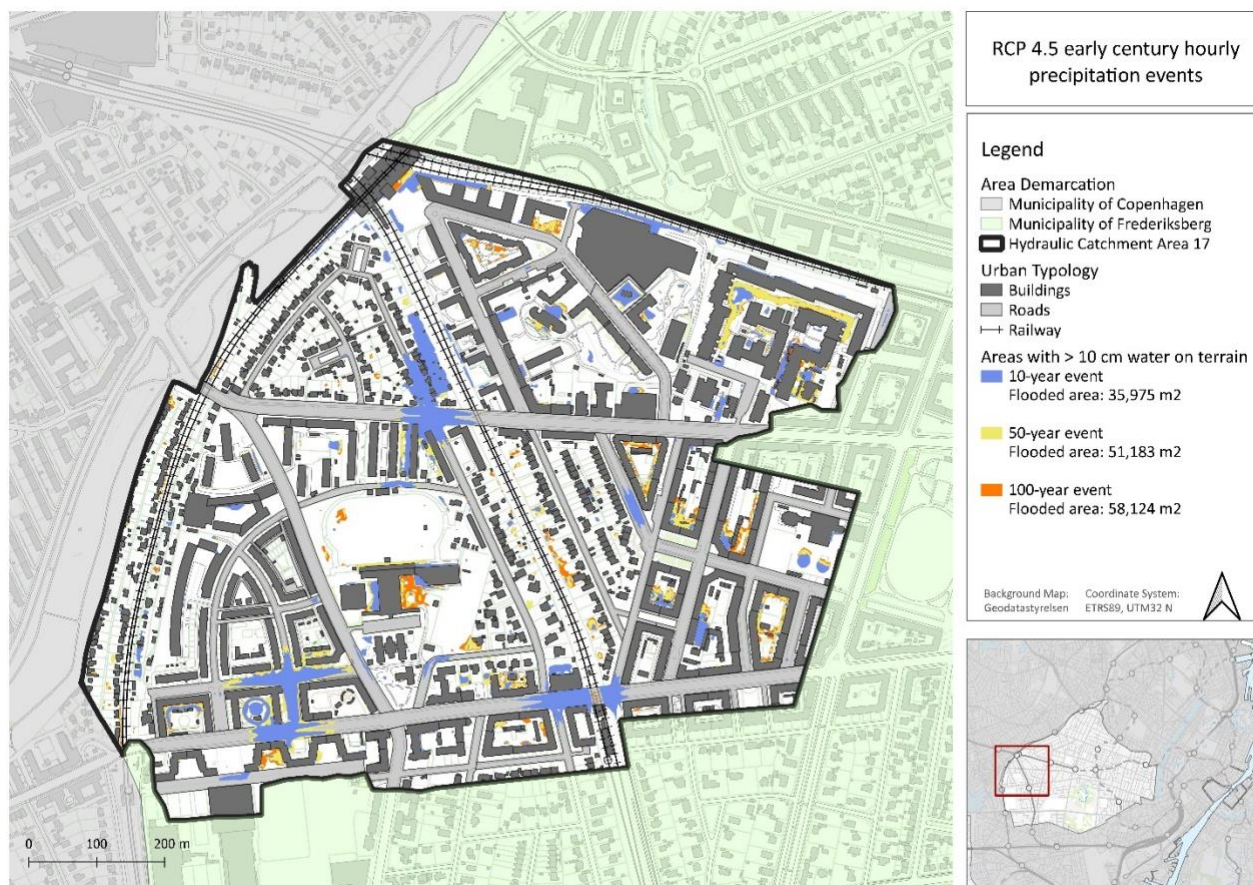 RCP 4.5 early century hourly
precipitation events
Legend
Area Demarcation
Municipality of Copenhagen
Municipality of Frederiksberg
Hydraulic Catchment Area 17
Urban Typology
Buildings
Roads
Railway
Areas with > 10 cm water on terrain
10-year event
Flooded area: 35,975 m2
50-year event
Flooded area: 51,183 m2
100-year event
Flooded area: 58,124 m2
Background Map: Coordinate System:
Geodatastyrelsen ETRS89, UTM32 N
0 100 200 m